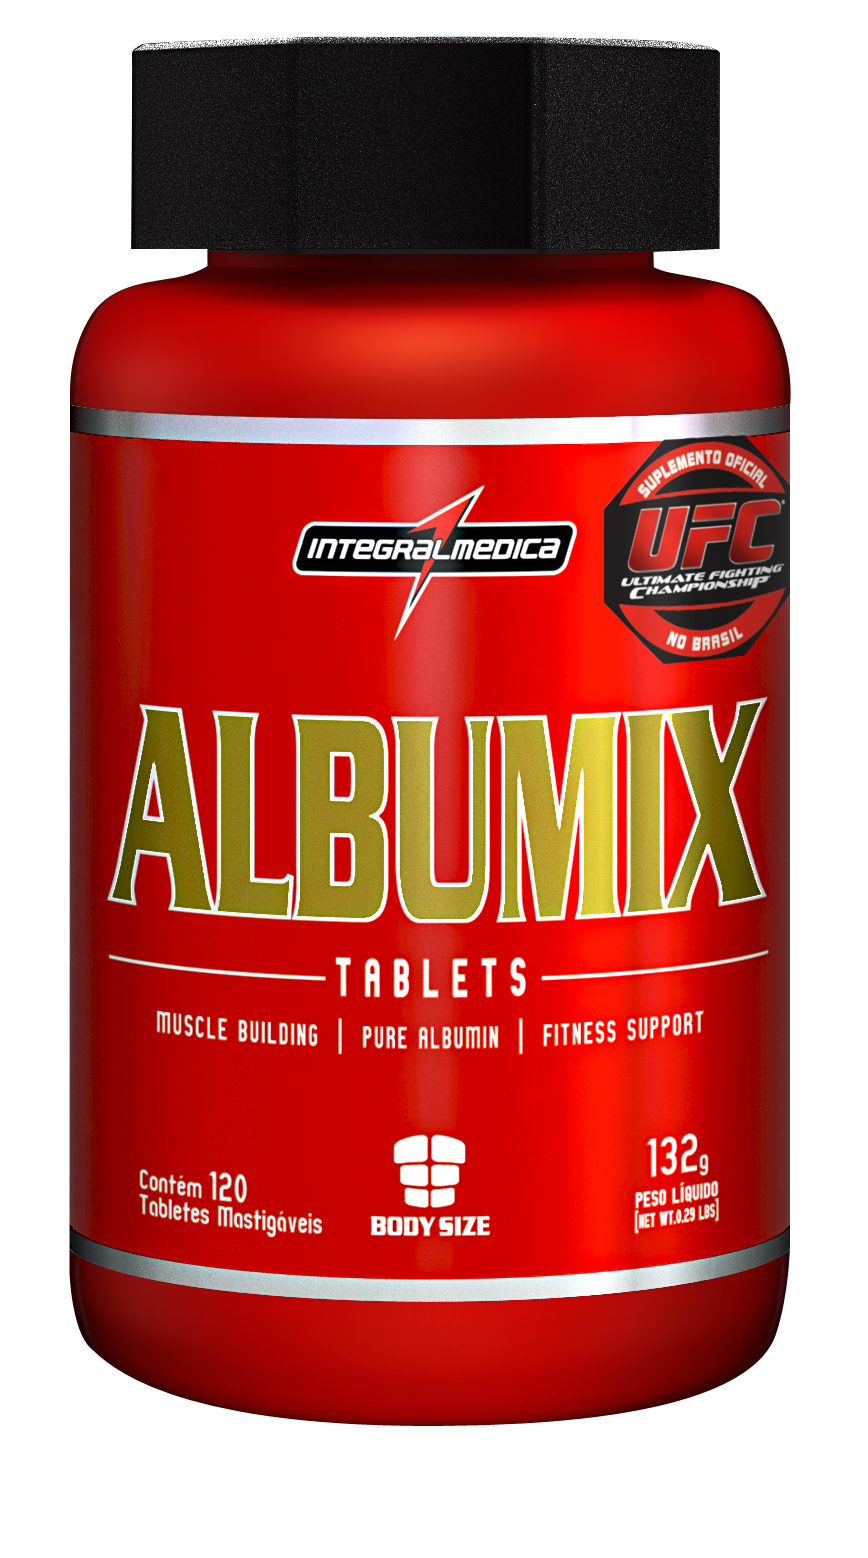 SUPLEMENTO OFICIAL
UFC
ULTIMATE FIGHTING
CHAMPIONSHIP
NO BRASIL
INTEGRALMEDICA
ALBUMIX
TABLETS
MUSCLE BUILDING | PURE ALBUMIN | FITNESS SUPPORT
Contém 120
Tabletes Mastigáveis
BODY SIZE
132g
PESO LÍQUIDO
[NET WT.0.29 LBS]